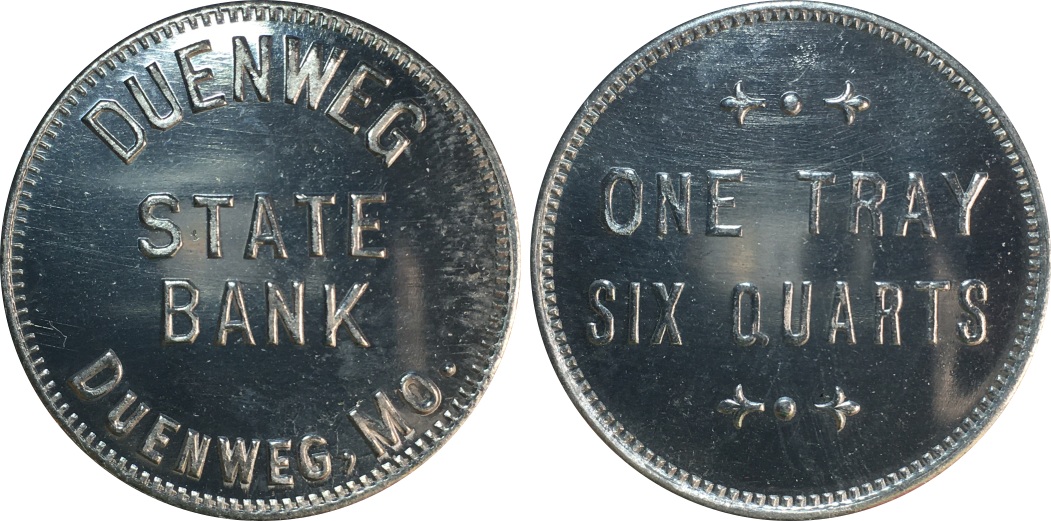 DUENWEG
STATE
BANK
DUENWEG, MO.
ONE TRAY
SIX QUARTS